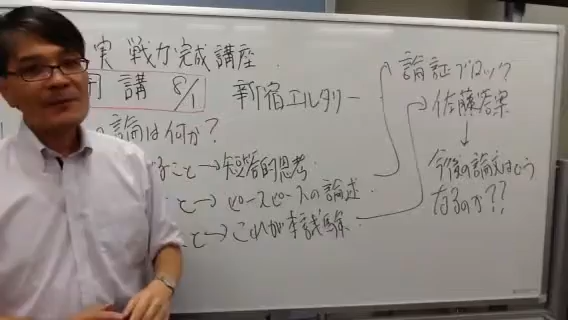 実戦力完成講座
開講 8/1 新宿エルタワー
論は何か?
こと→短答的思考
こと→ピースピースの論述
こと→これが本試験
論証ブロック
→佐藤答案
↓
今後の論文はどう
なるのか??